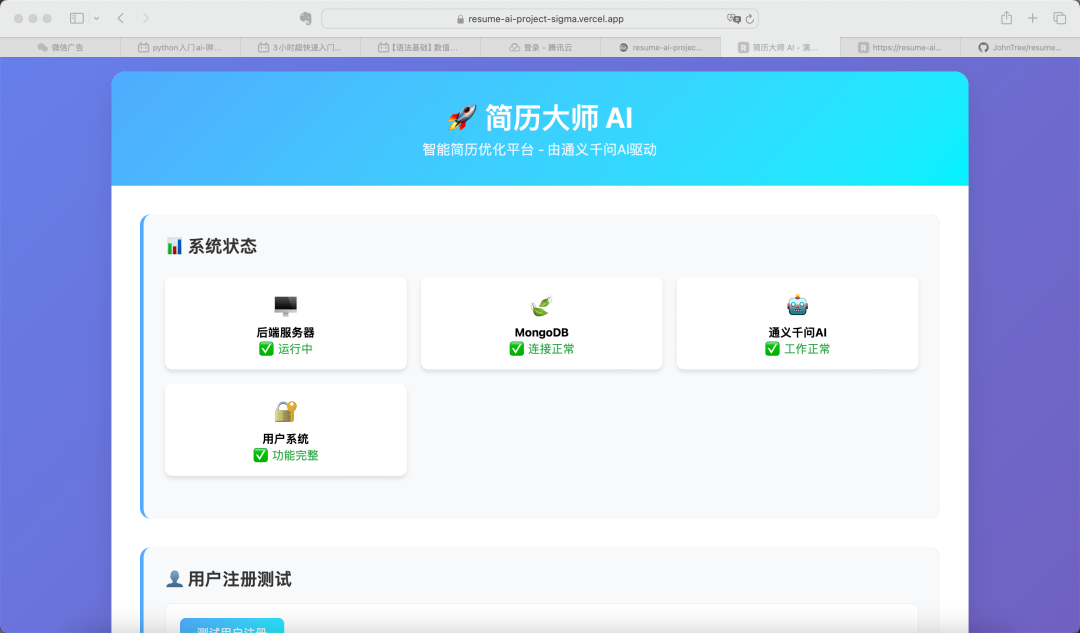 resume-ai-project-sigma.vercel.app
微信广告
python入门ai-哔...
3小时超快速入门...
【语法基础】数值...
登录 - 腾讯云
resume-ai-projec...
简历大师 AI - 演...
https://resume-ai...
JohnTree/resume...
🚀 简历大师 AI
智能简历优化平台 - 由通义千问AI驱动
📊 系统状态
后端服务器
✅ 运行中
MongoDB
✅ 连接正常
通义千问AI
✅ 工作正常
用户系统
✅ 功能完整
👤 用户注册测试
测试用户注册